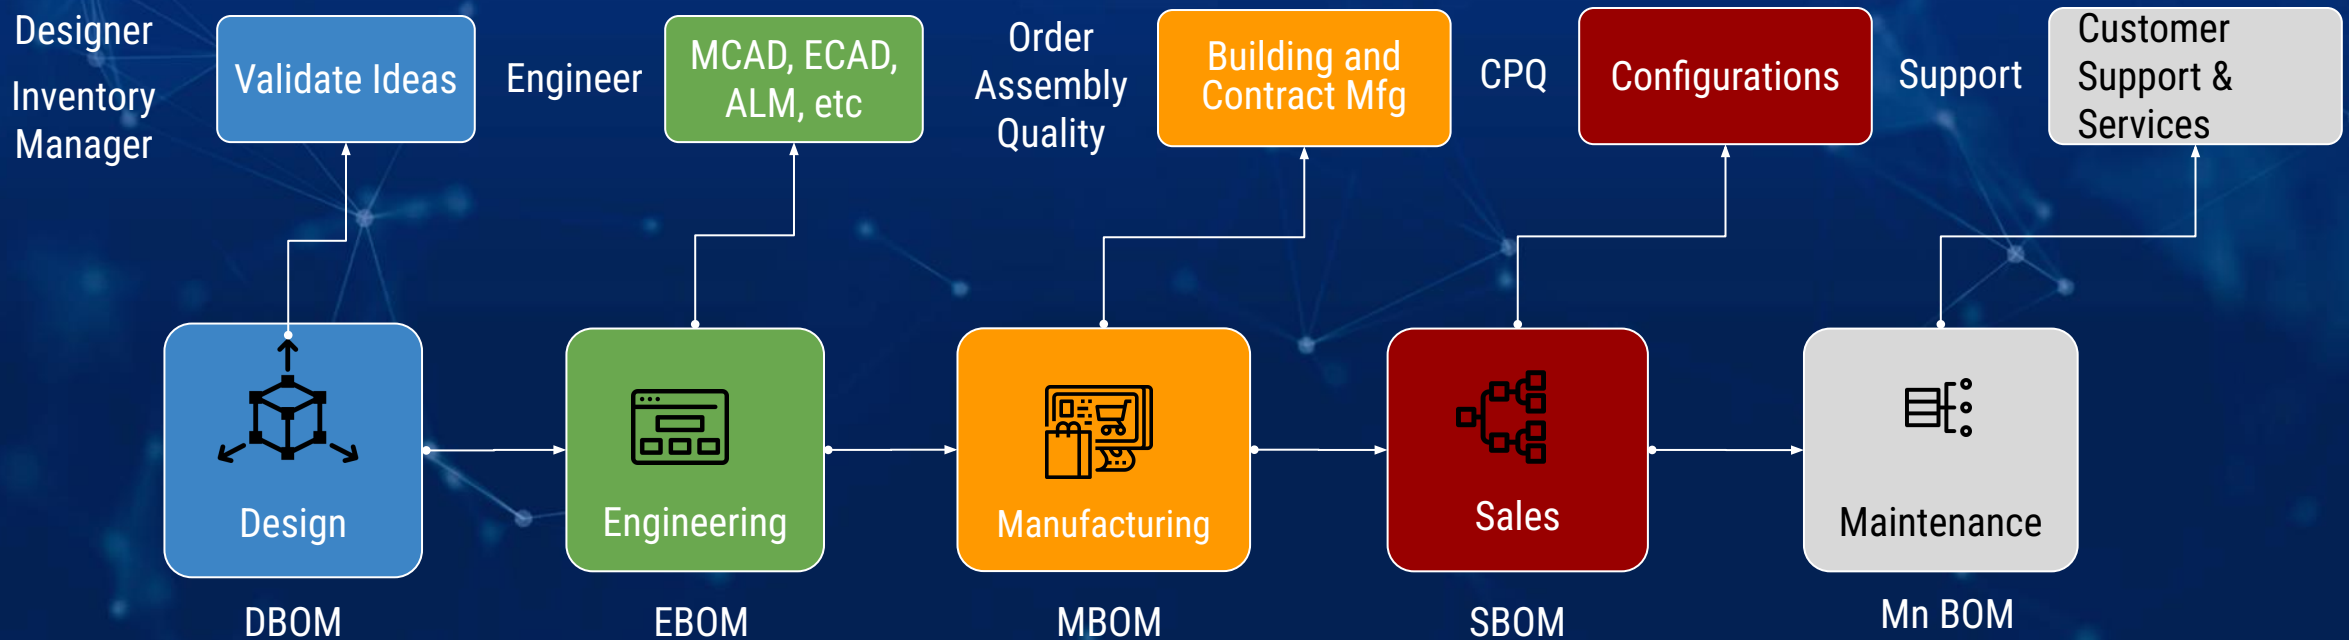 Designer
Inventory
Manager
Validate Ideas
Engineer
MCAD, ECAD,
ALM, etc
Order
Assembly
Quality
Building and
Contract Mfg
CPQ
Configurations
Support
Customer
Support &
Services
Design
Engineering
Manufacturing
Sales
Maintenance
DBOM
EBOM
MBOM
SBOM
Mn BOM